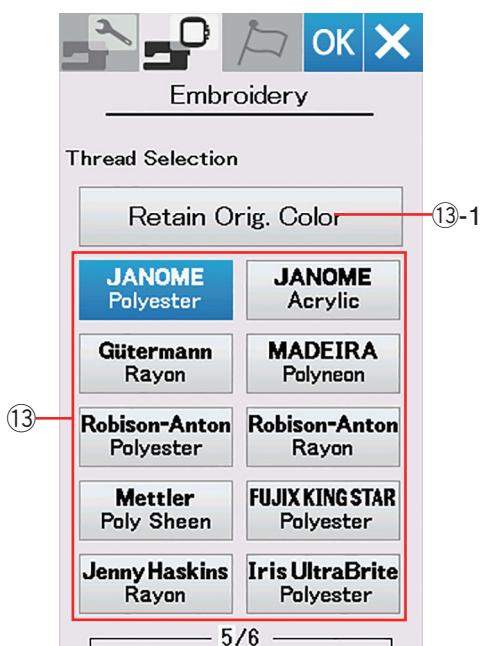 OK
Embroidery
Thread Selection
Retain Orig. Color
⑬-1
JANOME
Polyester
JANOME
Acrylic
Gütermann
Rayon
MADEIRA
Polyneon
⑬
Robison-Anton
Polyester
Robison-Anton
Rayon
Mettler
Poly Sheen
FUJIX KING STAR
Polyester
Jenny Haskins
Rayon
Iris UltraBrite
Polyester
5/6